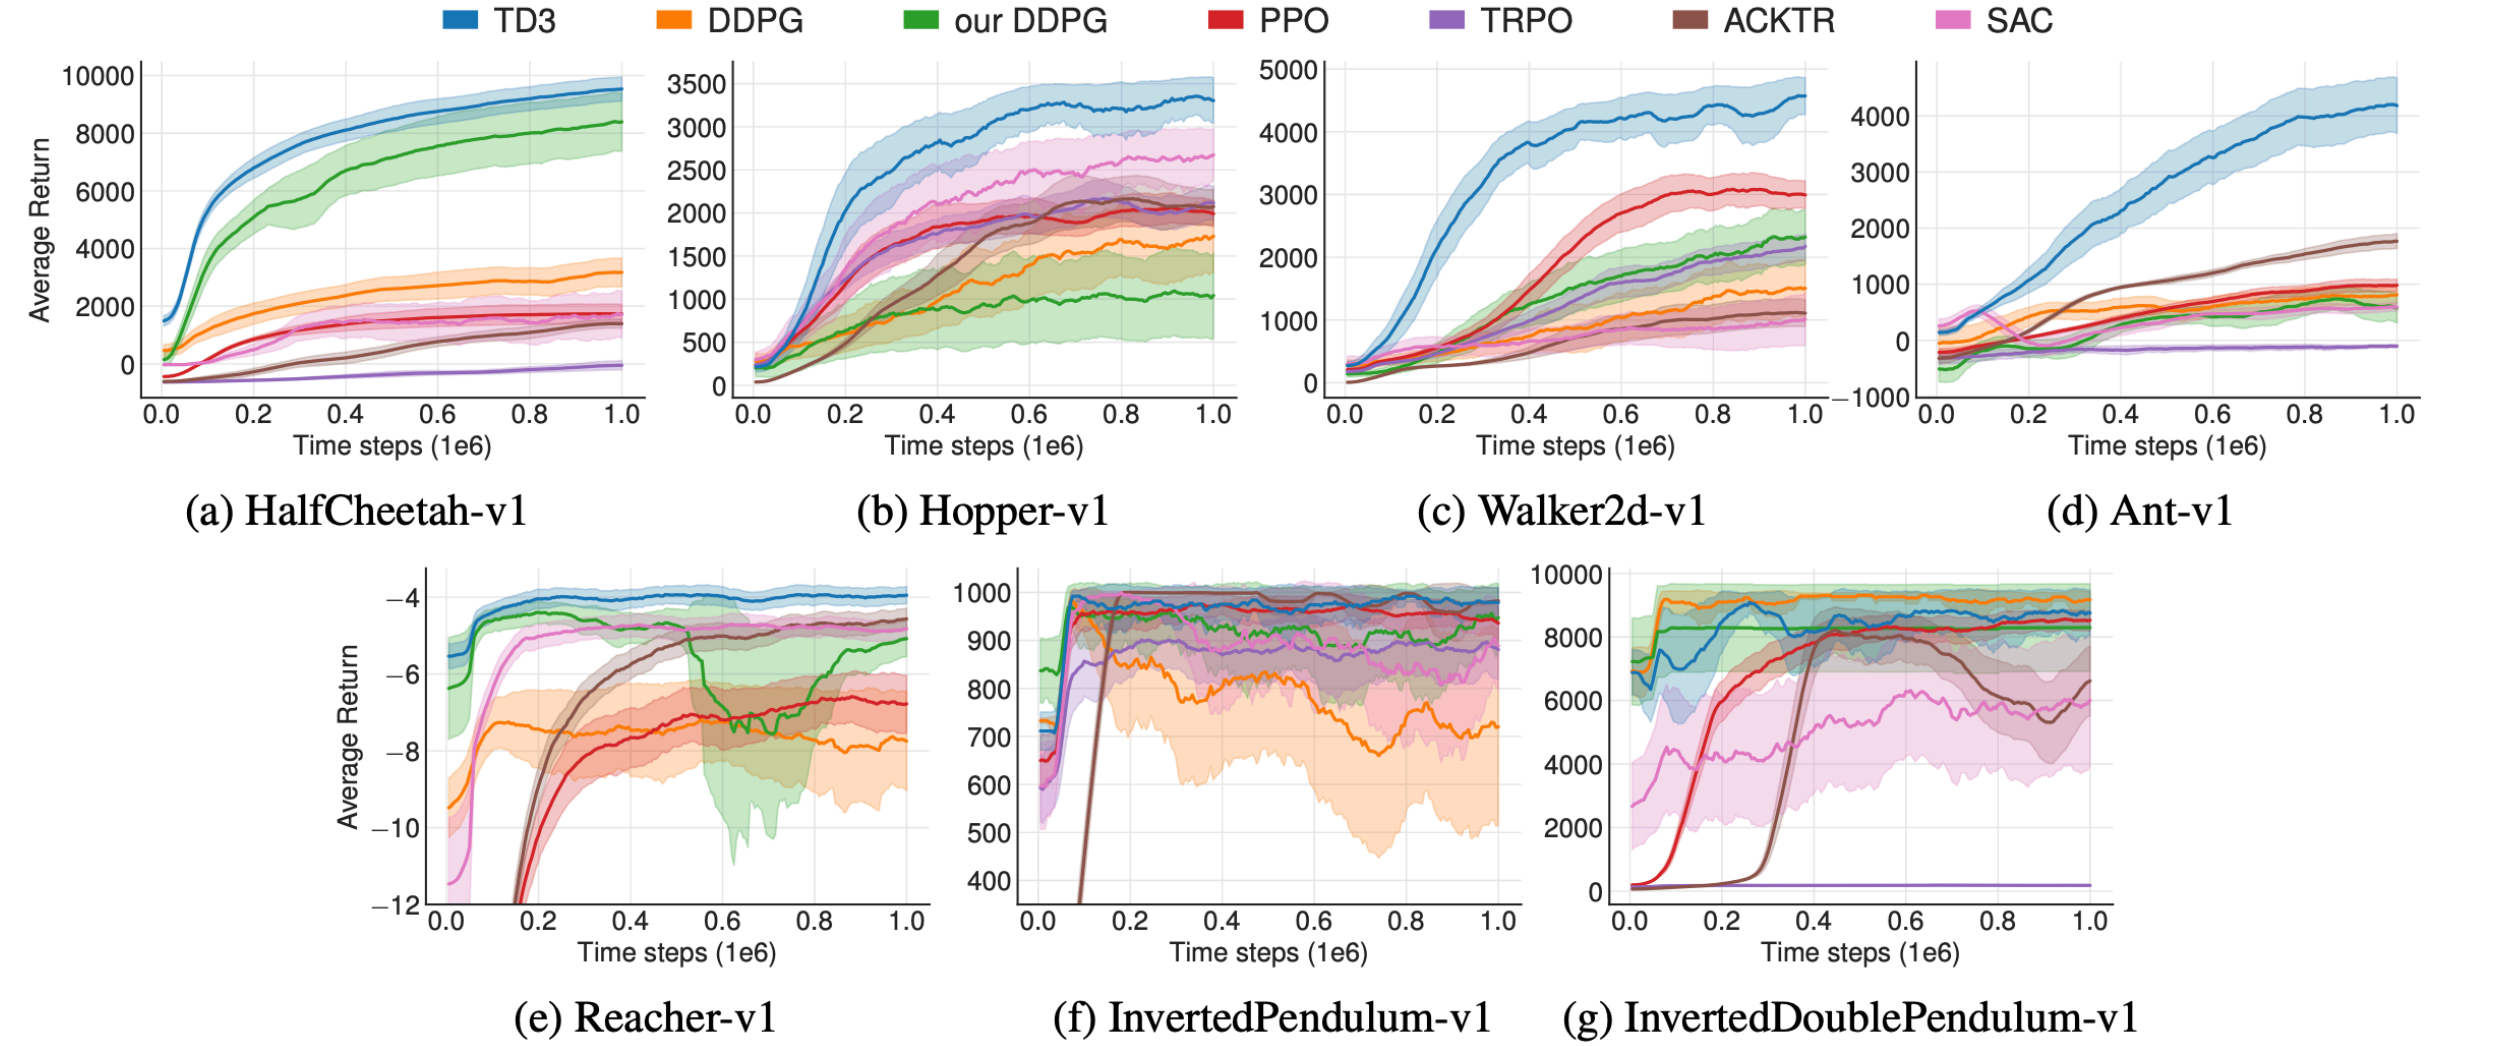 TD3 DDPG our DDPG PPO TRPO ACKTR SAC
Average Return
10000
8000
6000
4000
2000
0
0.0 0.2 0.4 0.6 0.8 1.0
Time steps (1e6)
(a) HalfCheetah-v1
3500
3000
2500
2000
1500
1000
500
0
0.0 0.2 0.4 0.6 0.8 1.0
Time steps (1e6)
(b) Hopper-v1
5000
4000
3000
2000
1000
0
0.0 0.2 0.4 0.6 0.8 1.0
Time steps (1e6)
(c) Walker2d-v1
4000
3000
2000
1000
0
−1000
0.0 0.2 0.4 0.6 0.8 1.0
Time steps (1e6)
(d) Ant-v1
Average Return
−4
−6
−8
−10
−12
0.0 0.2 0.4 0.6 0.8 1.0
Time steps (1e6)
(e) Reacher-v1
1000
900
800
700
600
500
400
0.0 0.2 0.4 0.6 0.8 1.0
Time steps (1e6)
(f) InvertedPendulum-v1
10000
8000
6000
4000
2000
0
0.0 0.2 0.4 0.6 0.8 1.0
Time steps (1e6)
(g) InvertedDoublePendulum-v1